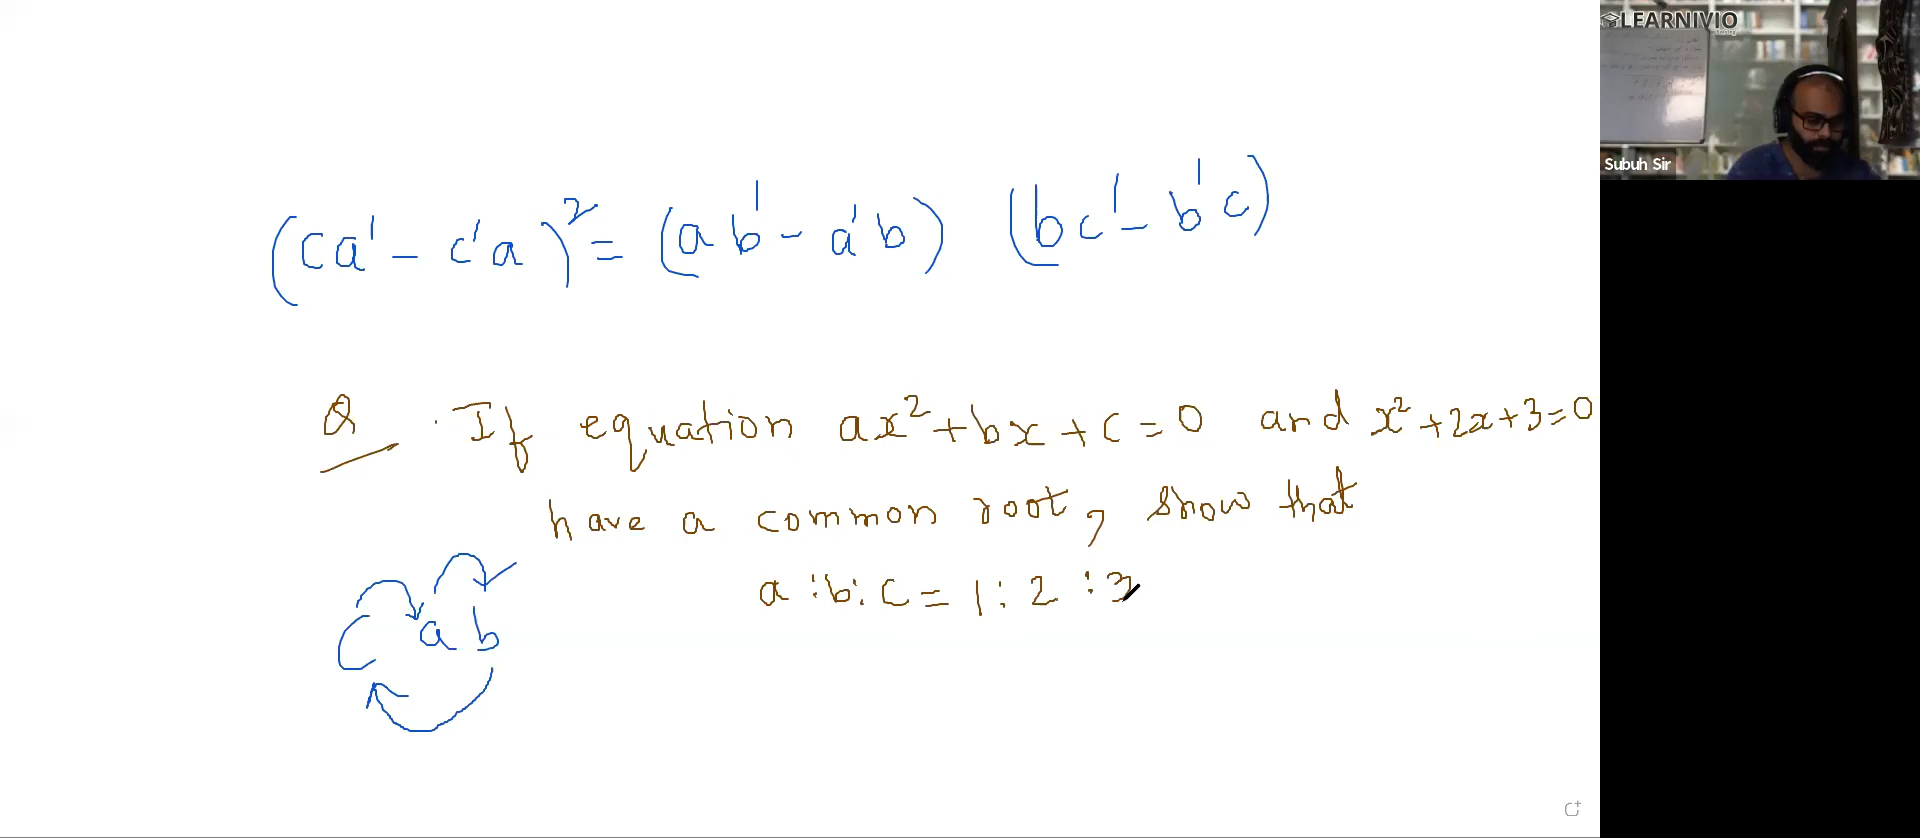 LEARNIVIO
Subuh Sir
(ca' - c'a)² = (ab' - a'b) (bc' - b'c)
Q. If equation ax² + bx + c = 0 and x² + 2x + 3 = 0
have a common root, show that
a : b : c = 1 : 2 : 3
c a b